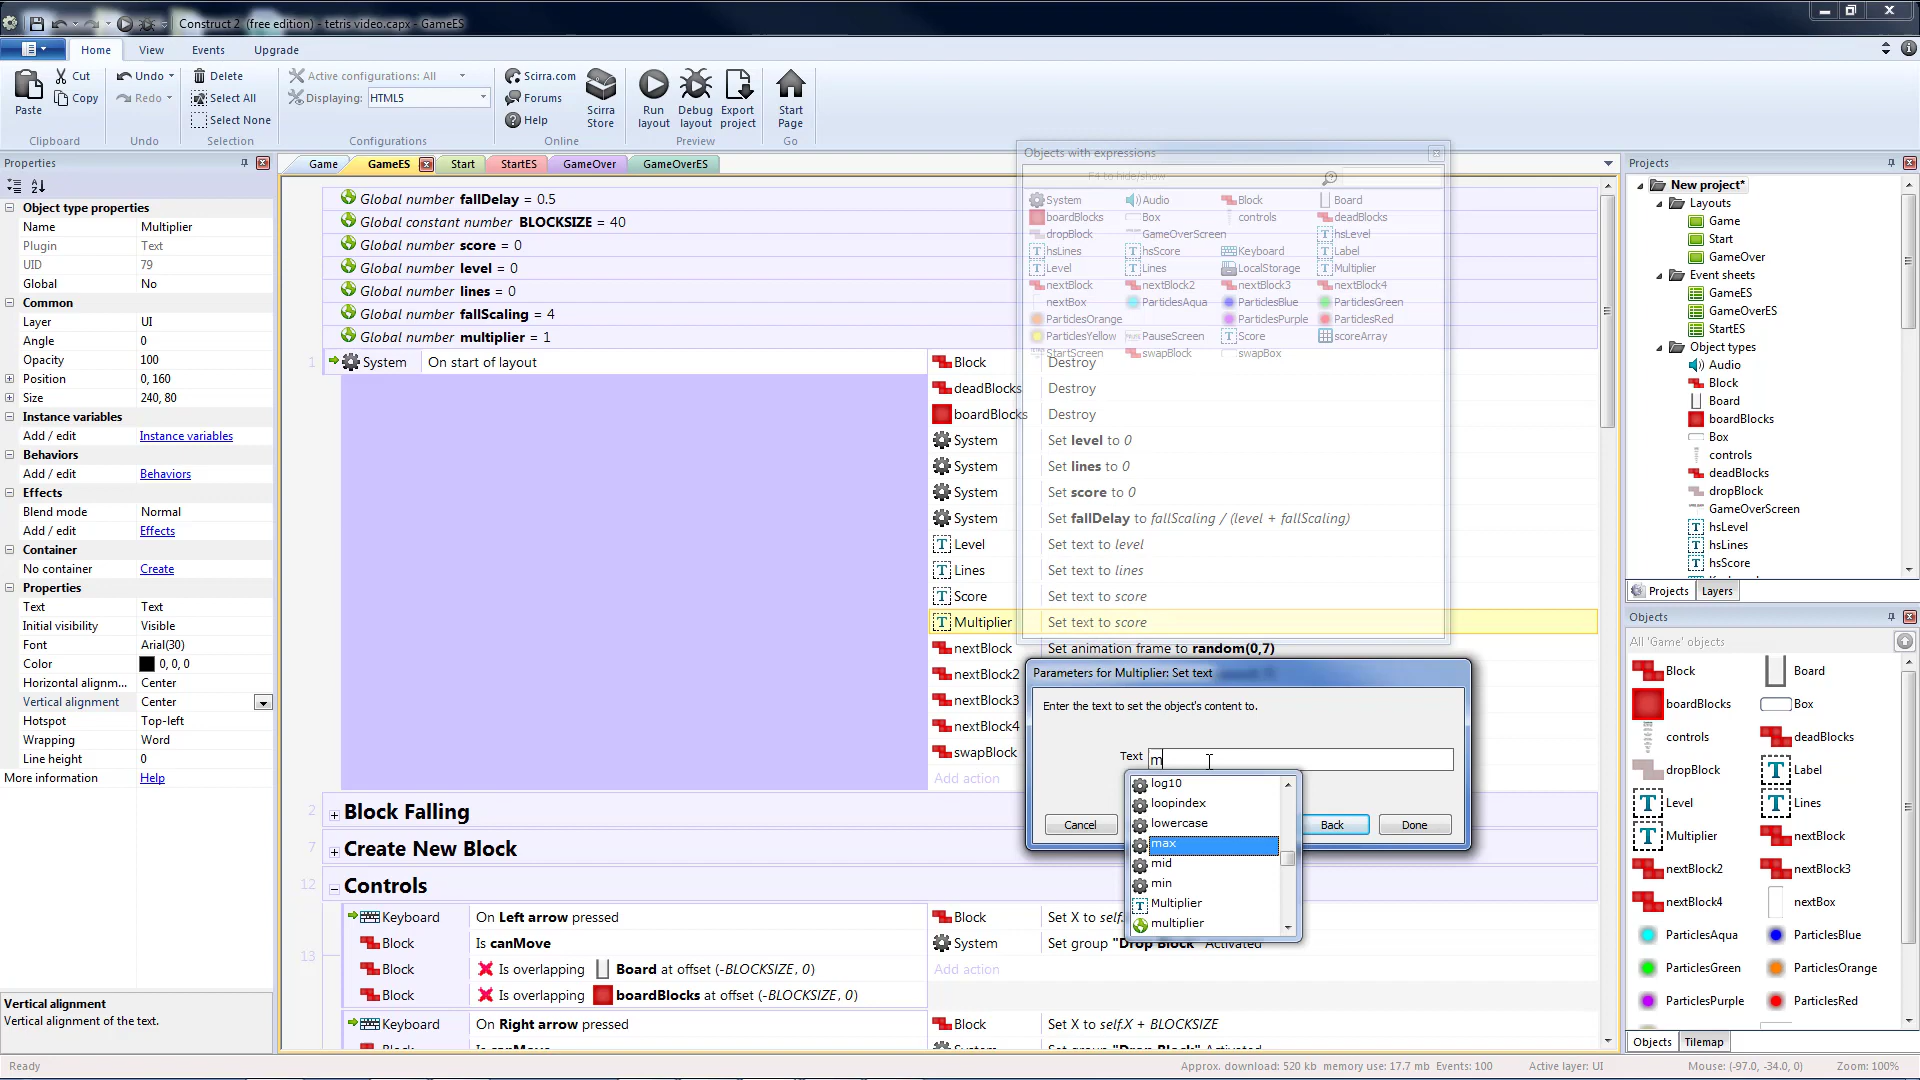 Construct 2 (free edition) - tetris video.capx - GameES
Home View Events Upgrade
Paste Cut Copy Clipboard
Undo Redo Undo
Delete Select All Select None Selection
Active configurations: All
Displaying: HTML5
Configurations
Scirra.com Forums Help Scirra Store Online
Run layout Debug layout Export project Preview
Start Page Go
Properties
Object type properties
Name Multiplier
Plugin Text
UID 79
Global No
Common
Layer UI
Angle 0
Opacity 100
Position 0, 160
Size 240, 80
Instance variables
Add / edit Instance variables
Behaviors
Add / edit Behaviors
Effects
Blend mode Normal
Add / edit Effects
Container
No container Create
Properties
Text Text
Initial visibility Visible
Font Arial(30)
Color 0, 0, 0
Horizontal alignm... Center
Vertical alignment Center
Hotspot Top-left
Wrapping Word
Line height 0
More information Help
Vertical alignment
Vertical alignment of the text.
Game GameES Start StartES GameOver GameOverES
Global number fallDelay = 0.5
Global constant number BLOCKSIZE = 40
Global number score = 0
Global number level = 0
Global number lines = 0
Global number fallScaling = 4
Global number multiplier = 1
1 System On start of layout
Block Destroy
deadBlocks Destroy
boardBlocks Destroy
System Set level to 0
System Set lines to 0
System Set score to 0
System Set fallDelay to fallScaling / (level + fallScaling)
Level Set text to level
Lines Set text to lines
Score Set text to score
Multiplier Set text to score
nextBlock Set animation frame to random(0,7)
nextBlock2
nextBlock3
nextBlock4
swapBlock
Add action
2 Block Falling
7 Create New Block
12 Controls
13
Keyboard On Left arrow pressed
Block Is canMove
Block Is overlapping Board at offset (-BLOCKSIZE, 0)
Block Is overlapping boardBlocks at offset (-BLOCKSIZE, 0)
Block Set X to self.
System Set group "Drop Block" Activated
Add action
Keyboard On Right arrow pressed
Block Set X to self.X + BLOCKSIZE
Objects with expressions
F4 to hide/show
System Audio Block Board
boardBlocks Box controls deadBlocks
dropBlock GameOverScreen hsLevel
hsLines hsScore Keyboard Label
Level Lines LocalStorage Multiplier
nextBlock nextBlock2 nextBlock3 nextBlock4
nextBox ParticlesAqua ParticlesBlue ParticlesGreen
ParticlesOrange ParticlesPurple ParticlesRed
ParticlesYellow PauseScreen Score scoreArray
StartScreen swapBlock swapBox
Parameters for Multiplier: Set text
Enter the text to set the object's content to.
Text m
log10
loopindex
lowercase
max
mid
min
Multiplier
multiplier
Cancel Back Done
Projects
New project*
Layouts
Game
Start
GameOver
Event sheets
GameES
GameOverES
StartES
Object types
Audio
Block
Board
boardBlocks
Box
controls
deadBlocks
dropBlock
GameOverScreen
hsLevel
hsLines
hsScore
Projects Layers
Objects
All 'Game' objects
Block Board
boardBlocks Box
controls deadBlocks
dropBlock Label
Level Lines
Multiplier nextBlock
nextBlock2 nextBlock3
nextBlock4 nextBox
ParticlesAqua ParticlesBlue
ParticlesGreen ParticlesOrange
ParticlesPurple ParticlesRed
Objects Tilemap
Ready
Approx. download: 520 kb memory use: 17.7 mb Events: 100 Active layer: UI Mouse: (-97.0, -34.0, 0) Zoom: 100%